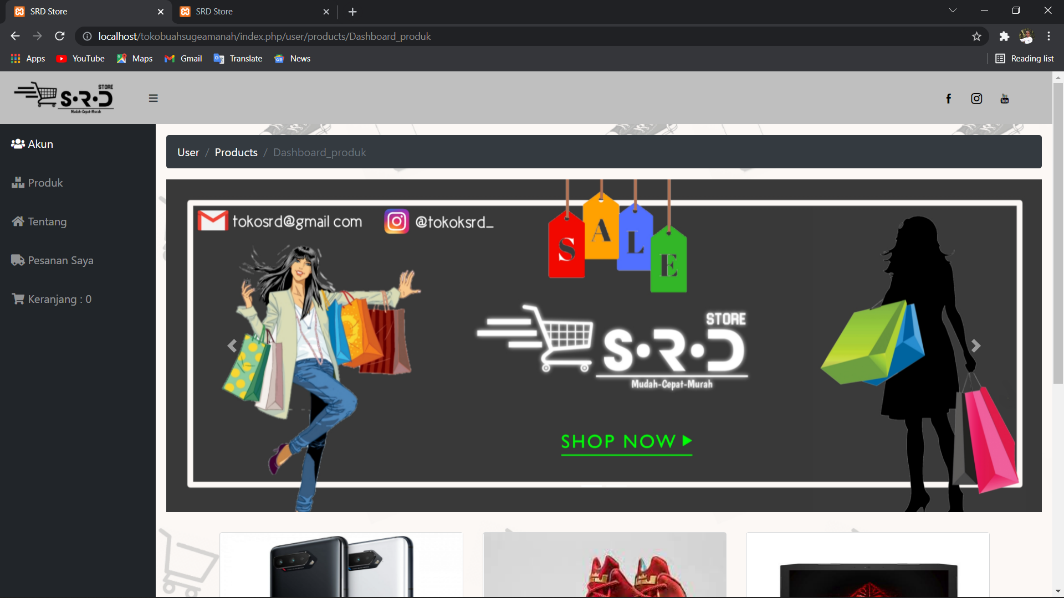 SRD Store
SRD Store
localhost/tokobuahsugeamanah/index.php/user/products/Dashboard_produk
Apps YouTube Maps Gmail Translate News Reading list
STORE
S•R•D
Mudah-Cepat-Murah
Akun
Produk
Tentang
Pesanan Saya
Keranjang : 0
User / Products / Dashboard_produk
tokosrd@gmail com @tokoksrd_
SALE
STORE
S•R•D
Mudah-Cepat-Murah
SHOP NOW